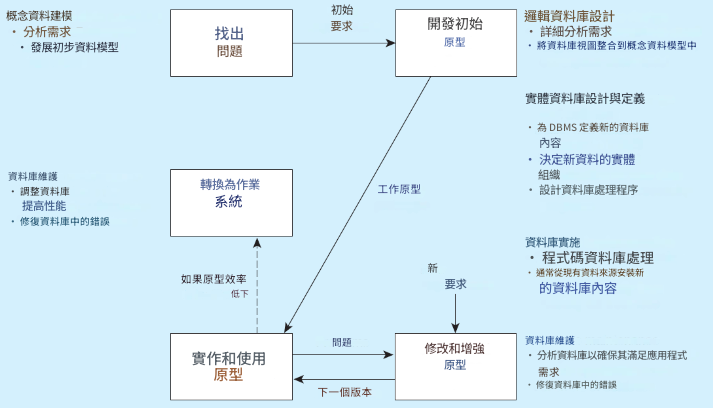 概念資料建模
• 分析需求
• 發展初步資料模型
找出
問題
初始
要求
開發初始
原型
邏輯資料庫設計
• 詳細分析需求
• 將資料庫視圖整合到概念資料模型中
實體資料庫設計與定義
• 為 DBMS 定義新的資料庫
內容
• 決定新資料的實體
組織
• 設計資料庫處理程序
資料庫維護
• 調整資料庫
提高性能
• 修復資料庫中的錯誤
轉換為作業
系統
工作原型
資料庫實施
• 程式碼資料庫處理
• 通常從現有資料來源安裝新
的資料庫內容
如果原型效率
低下
新
要求
實作和使用
原型
問題
下一個版本
修改和增強
原型
資料庫維護
• 分析資料庫以確保其滿足應用程式
需求
• 修復資料庫中的錯誤